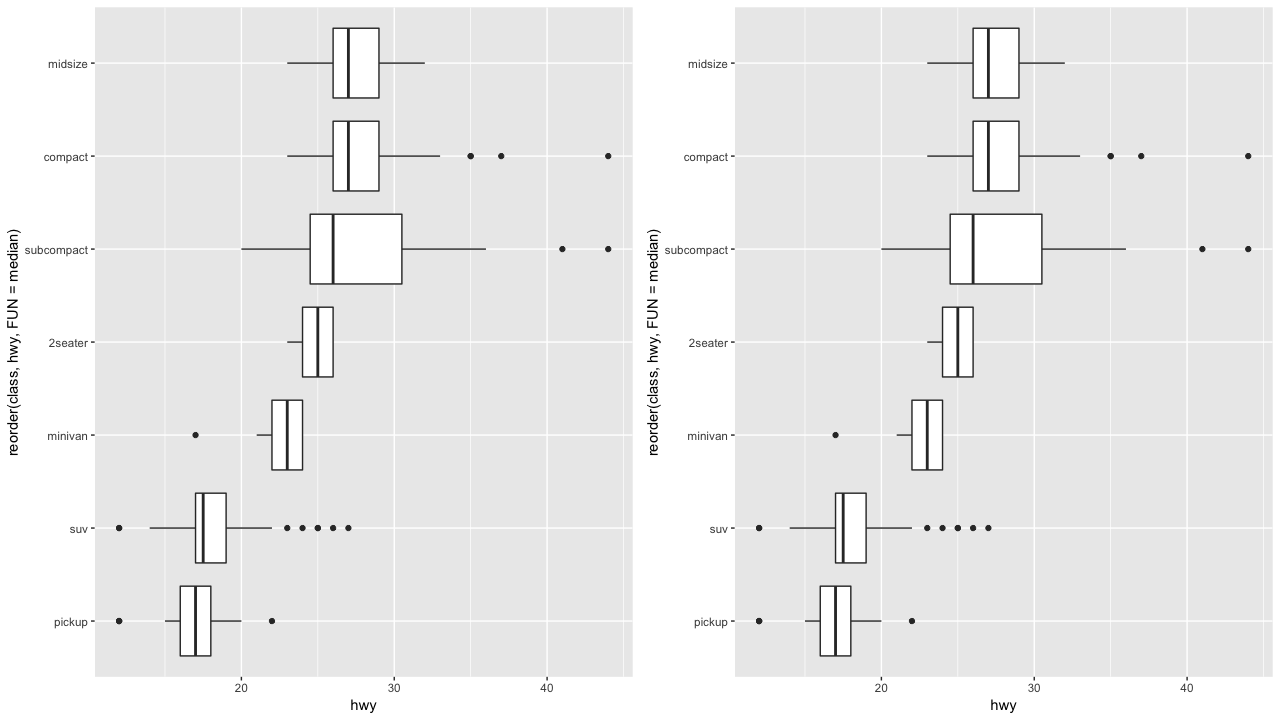 reorder(class, hwy, FUN = median)
midsize
compact
subcompact
2seater
minivan
suv
pickup
20 30 40
hwy
reorder(class, hwy, FUN = median)
midsize
compact
subcompact
2seater
minivan
suv
pickup
20 30 40
hwy